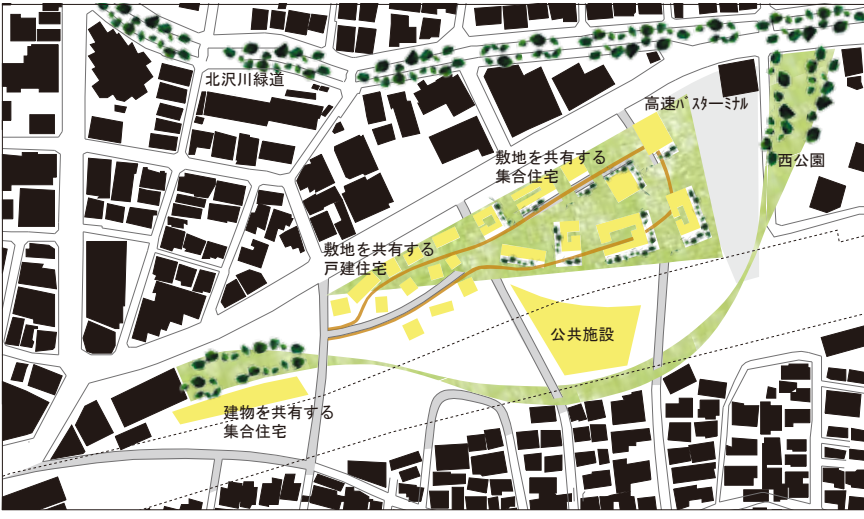 北沢川緑道
高速バスターミナル
西公園
敷地を共有する
集合住宅
敷地を共有する
戸建住宅
公共施設
建物を共有する
集合住宅